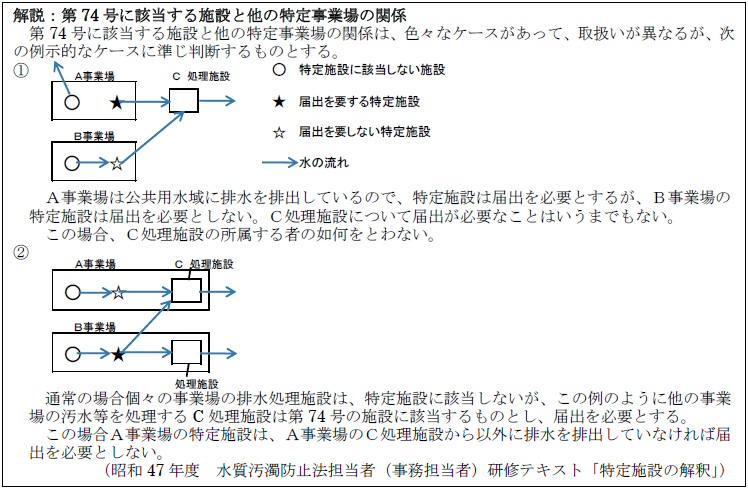 解説:第74号に該当する施設と他の特定事業場の関係
第74号に該当する施設と他の特定事業場の関係は、色々なケースがあって、取扱いが異なるが、次
の例示的なケースに準じ判断するものとする。
①
A事業場
C 処理施設
○ 特定施設に該当しない施設
★ 届出を要する特定施設
B事業場
☆ 届出を要しない特定施設
水の流れ
A事業場は公共用水域に排水を排出しているので、特定施設は届出を必要とするが、B事業場の
特定施設は届出を必要としない。C処理施設について届出が必要なことはいうまでもない。
この場合、C処理施設の所属する者の如何をとわない。
②
A事業場
C 処理施設
B事業場
処理施設
通常の場合個々の事業場の排水処理施設は、特定施設に該当しないが、この例のように他の事業
場の汚水等を処理するC処理施設は第74号の施設に該当するものとし、届出を必要とする。
この場合A事業場の特定施設は、A事業場のC処理施設から以外に排水を排出していなければ届
出を必要としない。
(昭和47年度 水質汚濁防止法担当者(事務担当者)研修テキスト「特定施設の解釈」)